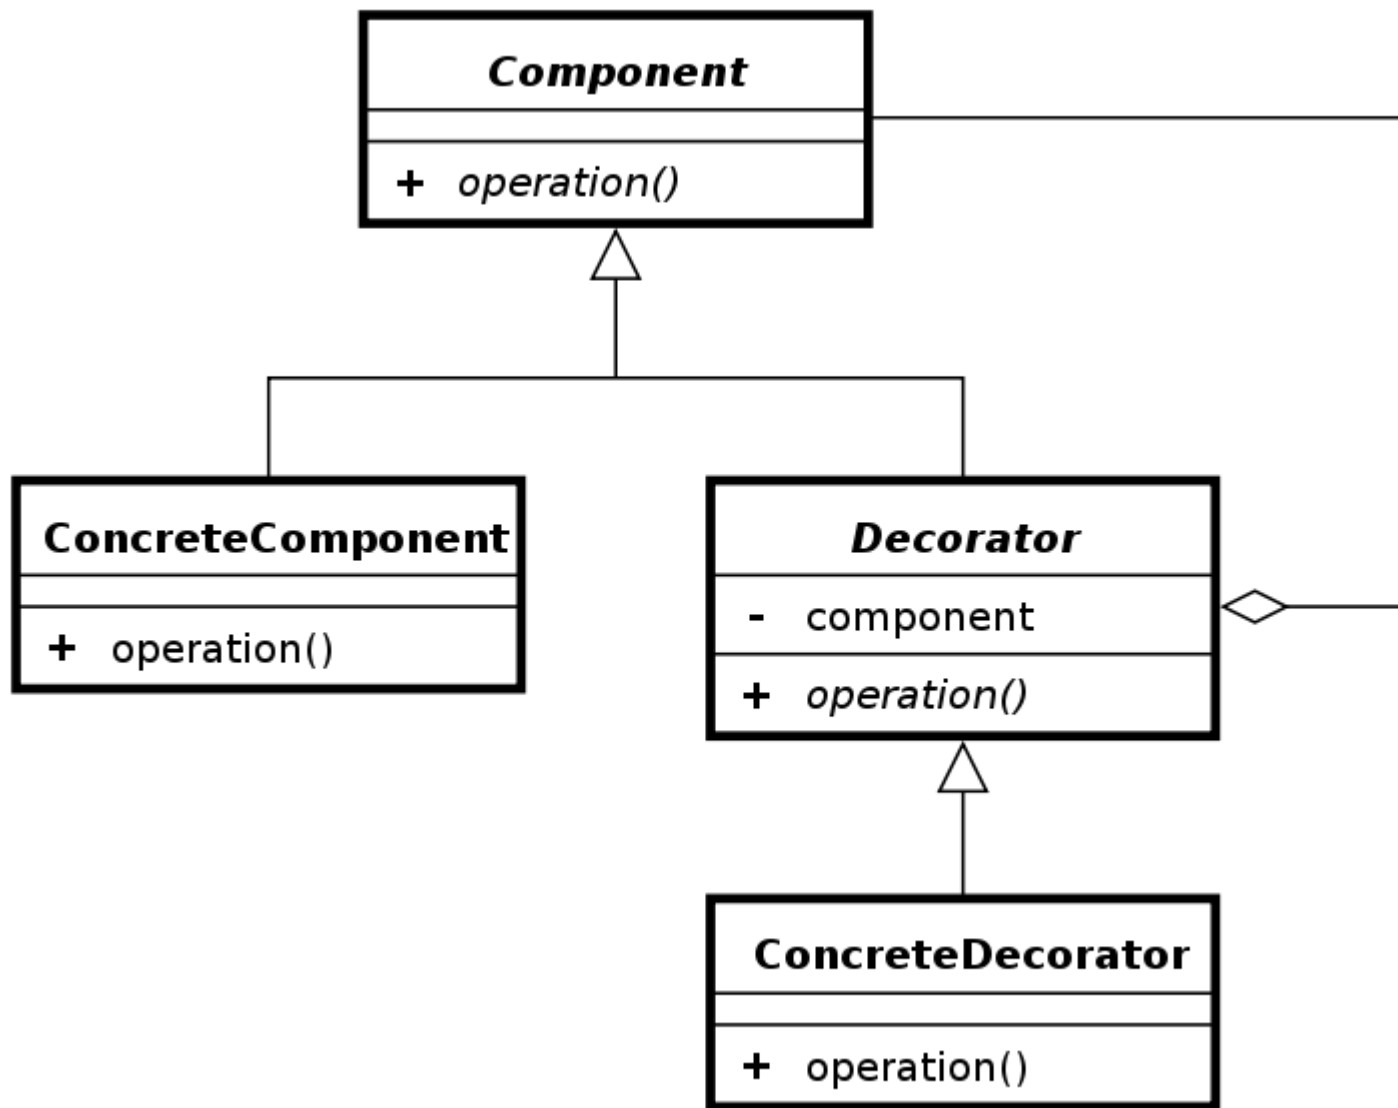 Component
+ operation()
ConcreteComponent
+ operation()
Decorator
- component
+ operation()
ConcreteDecorator
+ operation()